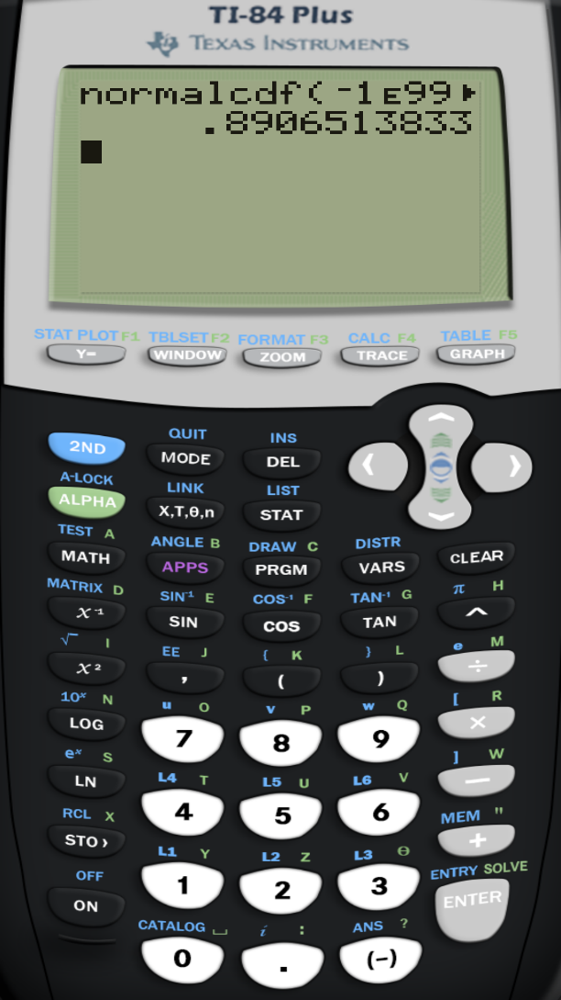 TI-84 Plus
TEXAS INSTRUMENTS
normalcdf(-1ᴇ99▶
.8906513833
STAT PLOT F1 TBLSET F2 FORMAT F3 CALC F4 TABLE F5
Y= WINDOW ZOOM TRACE GRAPH
QUIT INS
2ND MODE DEL
A-LOCK LINK LIST
ALPHA X,T,θ,n STAT
TEST A ANGLE B DRAW C DISTR
MATH APPS PRGM VARS CLEAR
MATRIX D SIN⁻¹ E COS⁻¹ F TAN⁻¹ G π H
x⁻¹ SIN COS TAN ^
√‾ I EE J { K } L e M
x² , ( ) ÷
10ˣ N u O v P w Q [ R
LOG 7 8 9 ×
eˣ S L4 T L5 U L6 V ] W
LN 4 5 6 −
RCL X L1 Y L2 Z L3 θ MEM "
STO› 1 2 3 +
OFF CATALOG ⎵ i : ANS ? ENTRY SOLVE
ON 0 . (−) ENTER